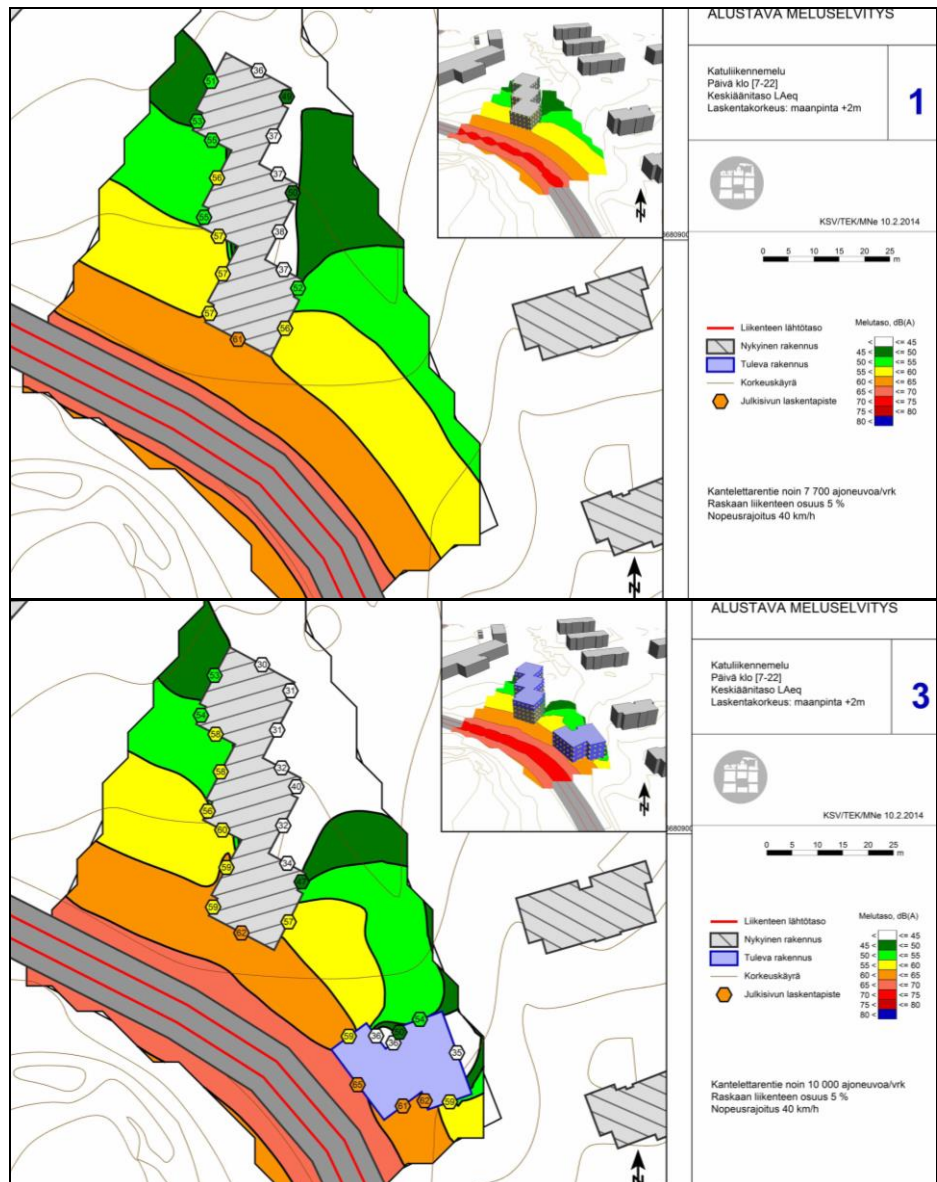 ALUSTAVA MELUSELVITYS
Katuliikennemelu
Päivä klo [7-22]
Keskiäänitaso LAeq
Laskentakorkeus: maanpinta +2m
1
KSV/TEK/MNe 10.2.2014
0 5 10 15 20 25
m
Liikenteen lähtötaso
Nykyinen rakennus
Tuleva rakennus
Korkeuskäyrä
Julkisivun laskentapiste
Melutaso, dB(A)
< <= 45
45 < <= 50
50 < <= 55
55 < <= 60
60 < <= 65
65 < <= 70
70 < <= 75
75 < <= 80
80 <
Kantelettarentie noin 7 700 ajoneuvoa/vrk
Raskaan liikenteen osuus 5 %
Nopeusrajoitus 40 km/h
N
N
36
51
53
37
56
37
55
57
38
57
37
52
57
56
61
ALUSTAVA MELUSELVITYS
Katuliikennemelu
Päivä klo [7-22]
Keskiäänitaso LAeq
Laskentakorkeus: maanpinta +2m
3
KSV/TEK/MNe 10.2.2014
0 5 10 15 20 25
m
Liikenteen lähtötaso
Nykyinen rakennus
Tuleva rakennus
Korkeuskäyrä
Julkisivun laskentapiste
Melutaso, dB(A)
< <= 45
45 < <= 50
50 < <= 55
55 < <= 60
60 < <= 65
65 < <= 70
70 < <= 75
75 < <= 80
80 <
Kantelettarentie noin 10 000 ajoneuvoa/vrk
Raskaan liikenteen osuus 5 %
Nopeusrajoitus 40 km/h
N
N
30
53
31
54
31
58
32
58
40
56
32
60
34
59
47
59
57
62
54
59
36
36
35
61
62
59